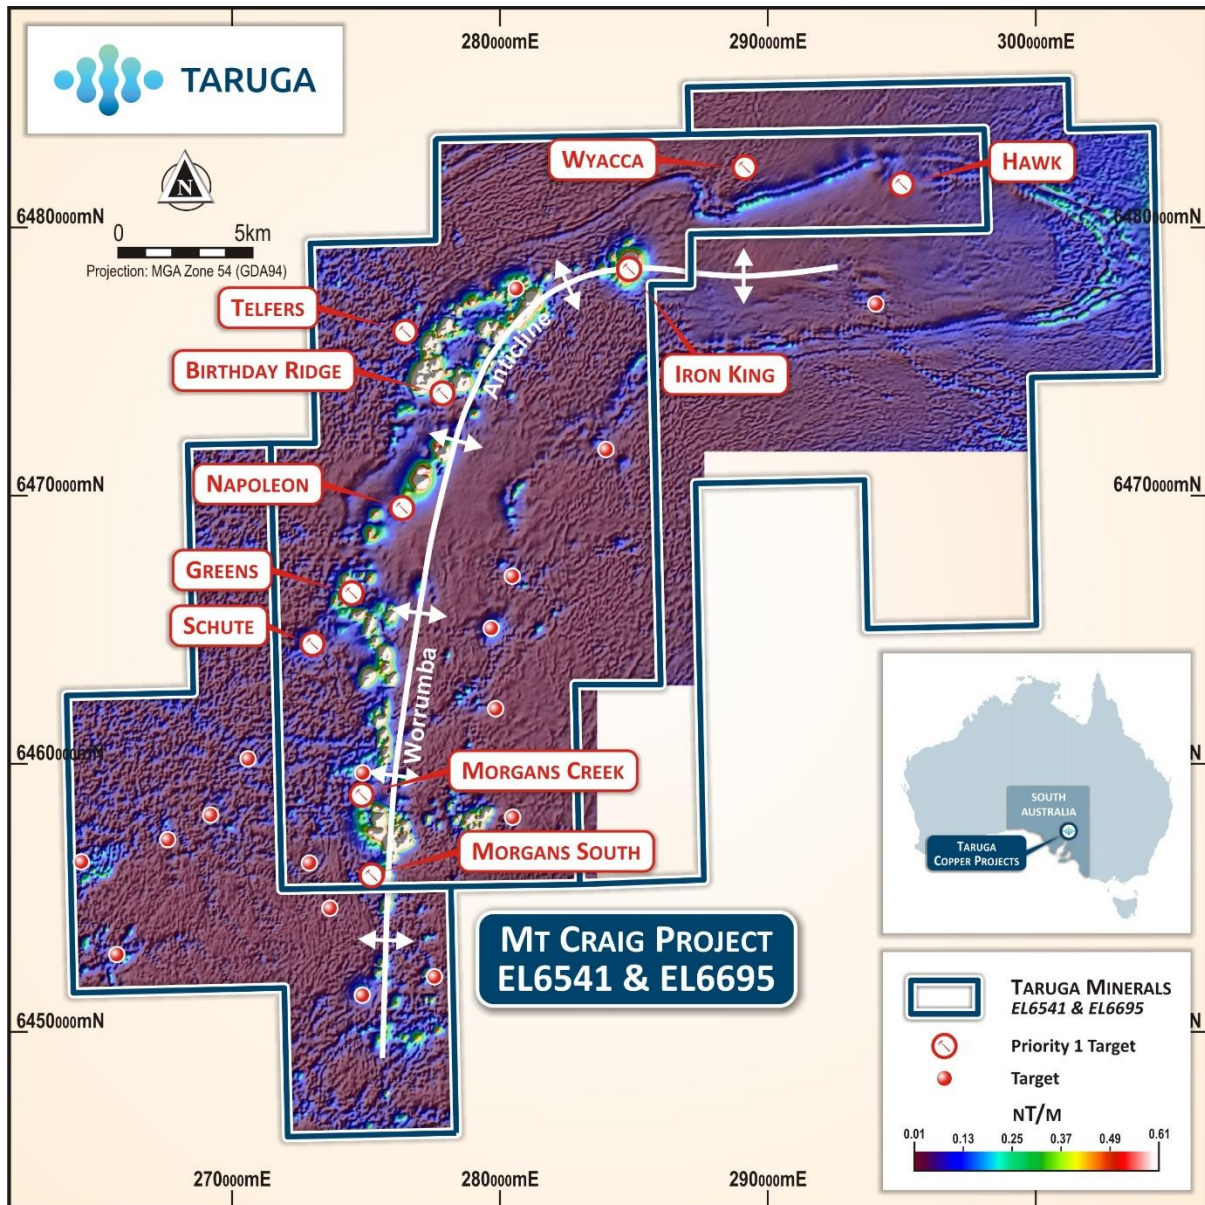 280000mE
290000mE
300000mE
TARUGA
WYACCA
HAWK
N
6480000mN
6480000mN
0 5km
Projection: MGA Zone 54 (GDA94)
TELFERS
Anticline
BIRTHDAY RIDGE
IRON KING
NAPOLEON
6470000mN
6470000mN
GREENS
SCHUTE
Worrumba
6460000mN
N
MORGANS CREEK
MORGANS SOUTH
SOUTH
AUSTRALIA
TARUGA
COPPER PROJECTS
MT CRAIG PROJECT
EL6541 & EL6695
TARUGA MINERALS
EL6541 & EL6695
6450000mN
N
Priority 1 Target
Target
NT/M
0.01 0.13 0.25 0.37 0.49 0.61
270000mE
280000mE
290000mE